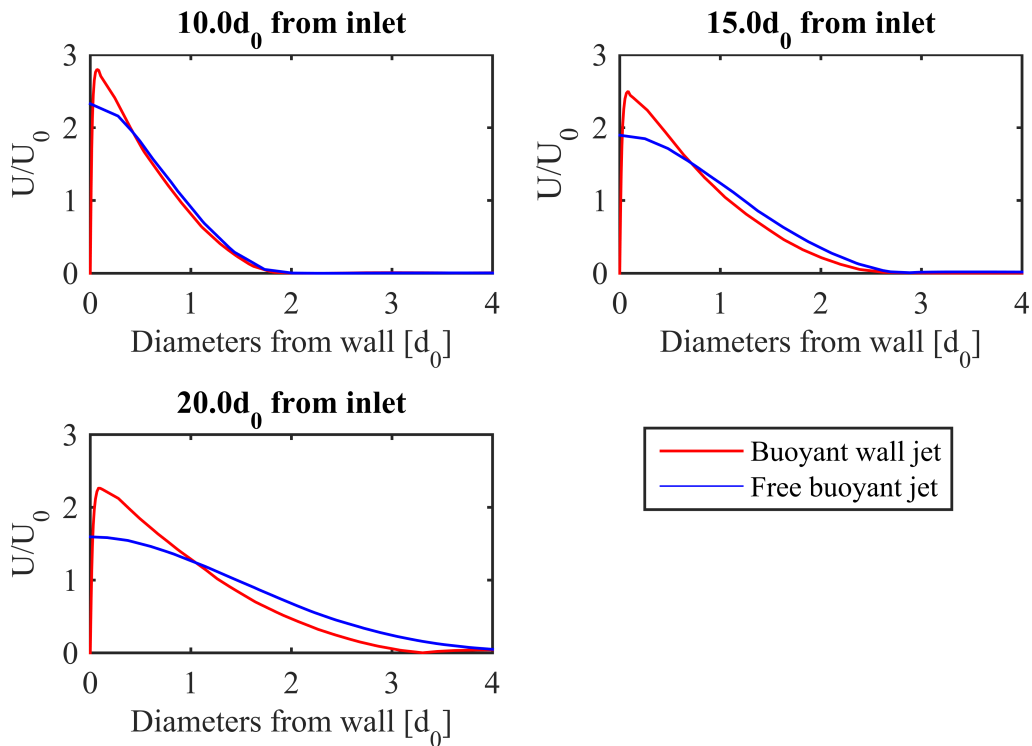 10.0d₀ from inlet
3
2
1
0
U/U₀
0 1 2 3 4
Diameters from wall [d₀]
15.0d₀ from inlet
3
2
1
0
U/U₀
0 1 2 3 4
Diameters from wall [d₀]
20.0d₀ from inlet
3
2
1
0
U/U₀
0 1 2 3 4
Diameters from wall [d₀]
Buoyant wall jet
Free buoyant jet